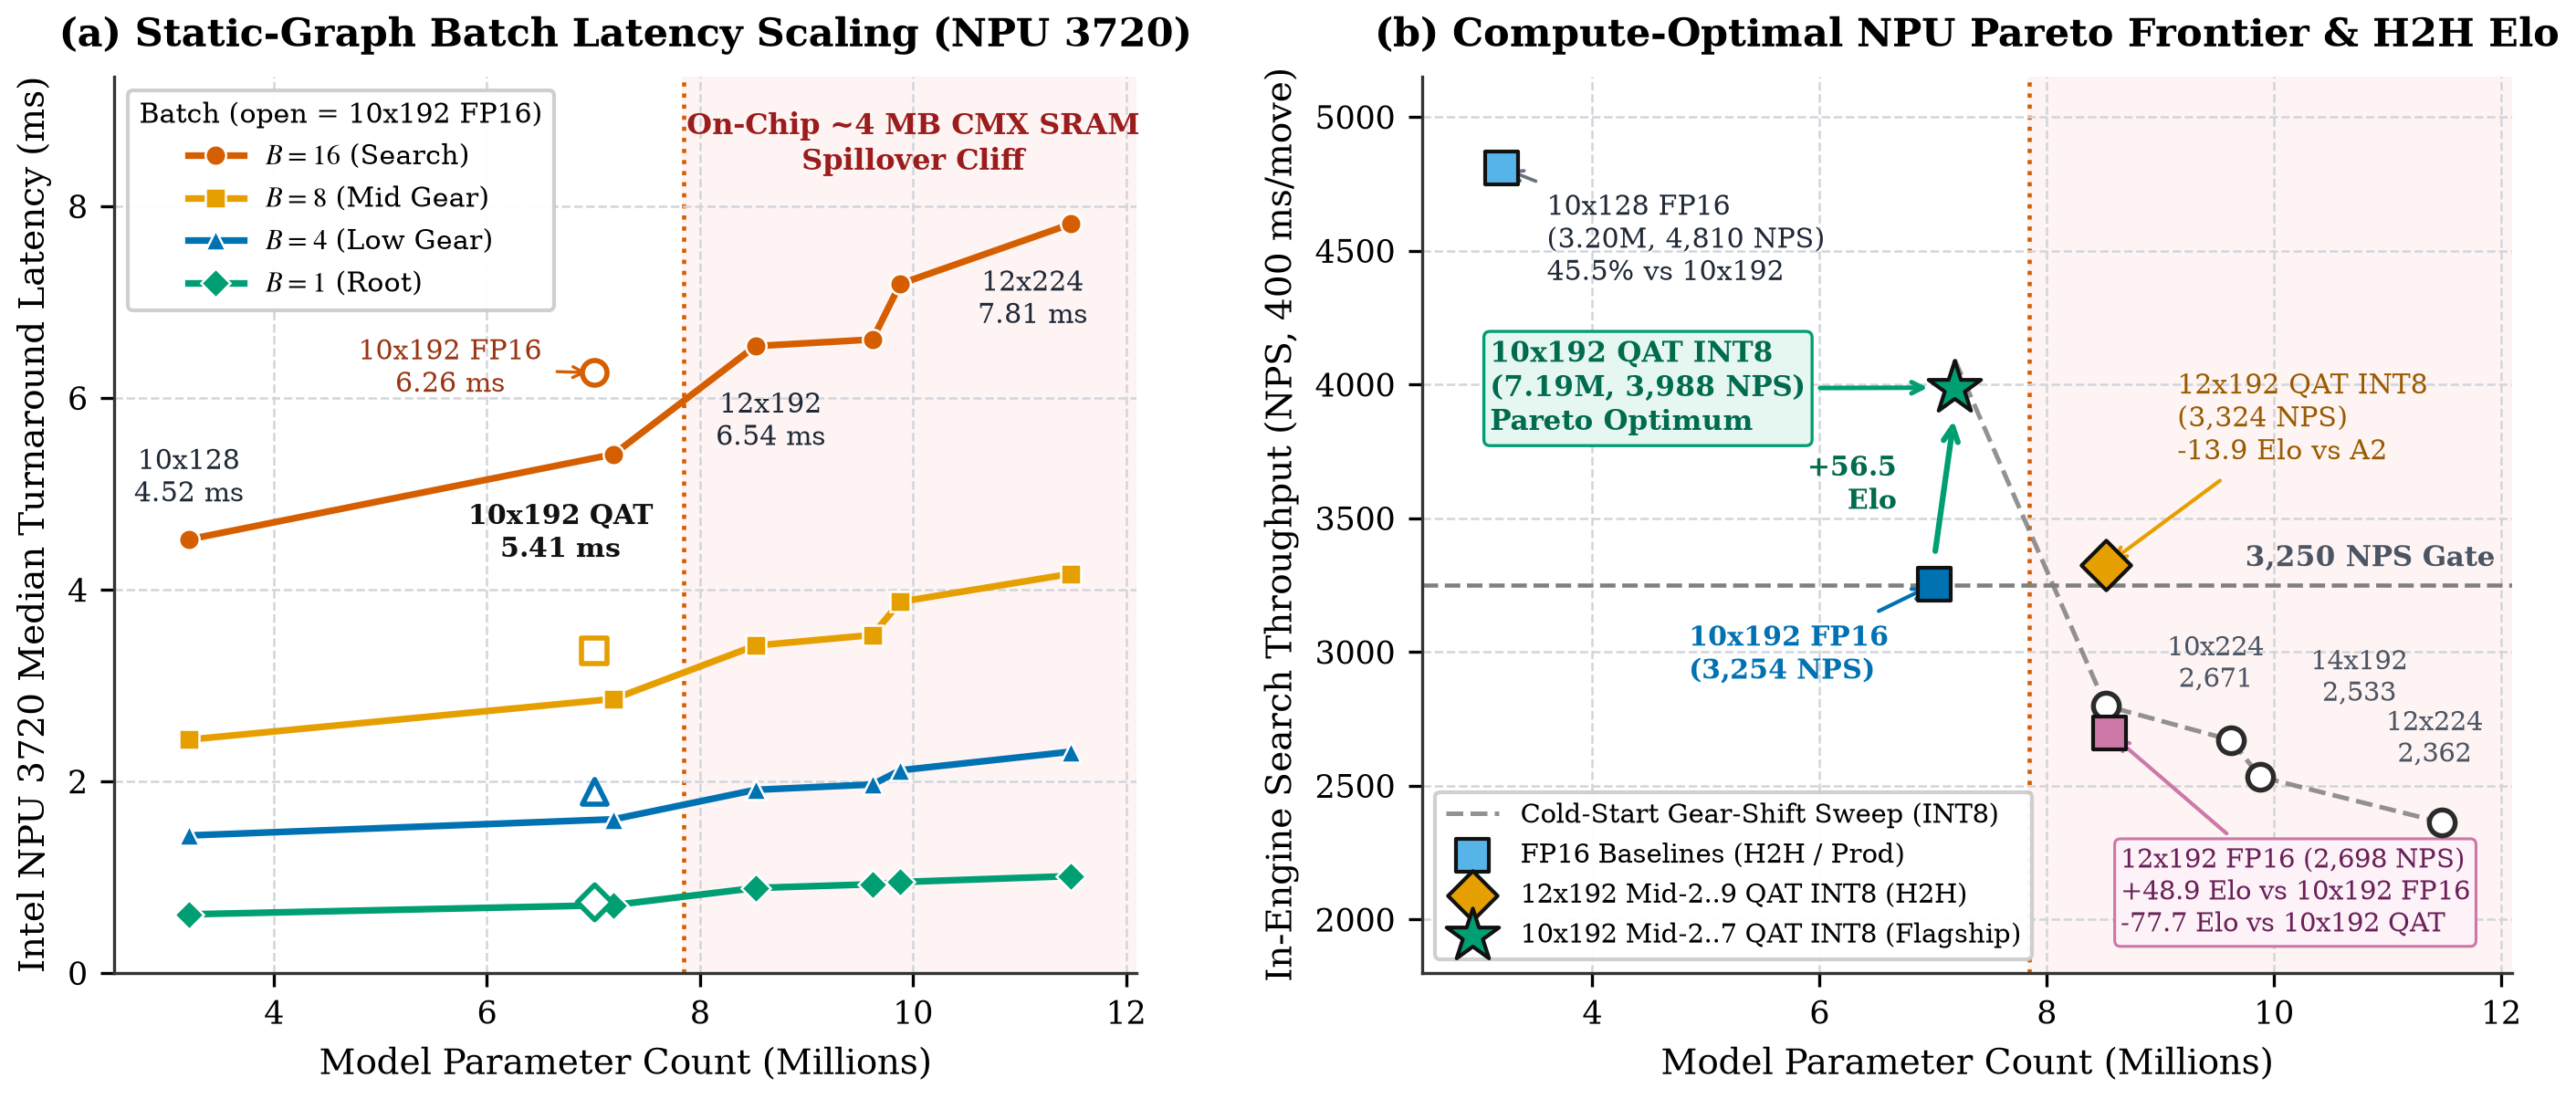 (a) Static-Graph Batch Latency Scaling (NPU 3720)
Intel NPU 3720 Median Turnaround Latency (ms)
Batch (open = 10x192 FP16)
B = 16 (Search)
B = 8 (Mid Gear)
B = 4 (Low Gear)
B = 1 (Root)
On-Chip ~4 MB CMX SRAM
Spillover Cliff
10x128
4.52 ms
10x192 FP16
6.26 ms
10x192 QAT
5.41 ms
12x192
6.54 ms
12x224
7.81 ms
8
6
4
2
0
4
6
8
10
12
Model Parameter Count (Millions)
(b) Compute-Optimal NPU Pareto Frontier & H2H Elo
In-Engine Search Throughput (NPS, 400 ms/move)
5000
4500
4000
3500
3000
2500
2000
10x128 FP16
(3.20M, 4,810 NPS)
45.5% vs 10x192
10x192 QAT INT8
(7.19M, 3,988 NPS)
Pareto Optimum
+56.5
Elo
12x192 QAT INT8
(3,324 NPS)
-13.9 Elo vs A2
3,250 NPS Gate
10x192 FP16
(3,254 NPS)
10x224
2,671
14x192
2,533
12x224
2,362
12x192 FP16 (2,698 NPS)
+48.9 Elo vs 10x192 FP16
-77.7 Elo vs 10x192 QAT
Cold-Start Gear-Shift Sweep (INT8)
FP16 Baselines (H2H / Prod)
12x192 Mid-2..9 QAT INT8 (H2H)
10x192 Mid-2..7 QAT INT8 (Flagship)
4
6
8
10
12
Model Parameter Count (Millions)